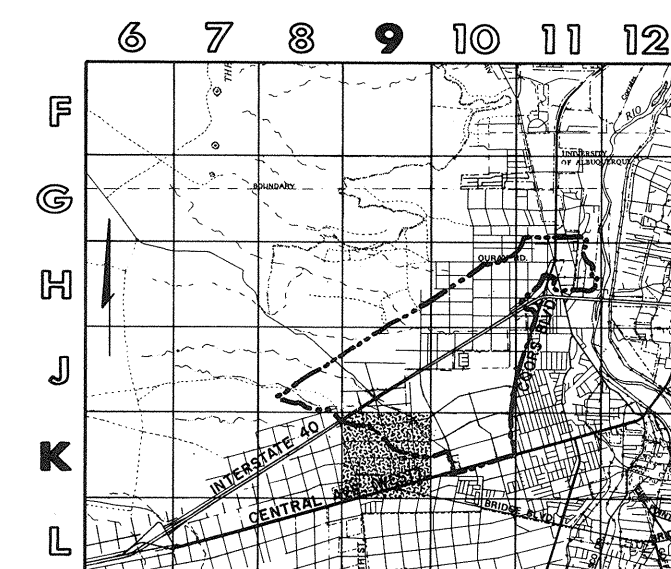 6 7 8 9 10 11 12
F
G
H
J
K
L
THE
RIO
UNIVERSITY
OF ALBUQUERQUE
BOUNDARY
OURAY RD.
COORS BLVD
INTERSTATE 40
CENTRAL AVE. WEST
BRIDGE BLVD